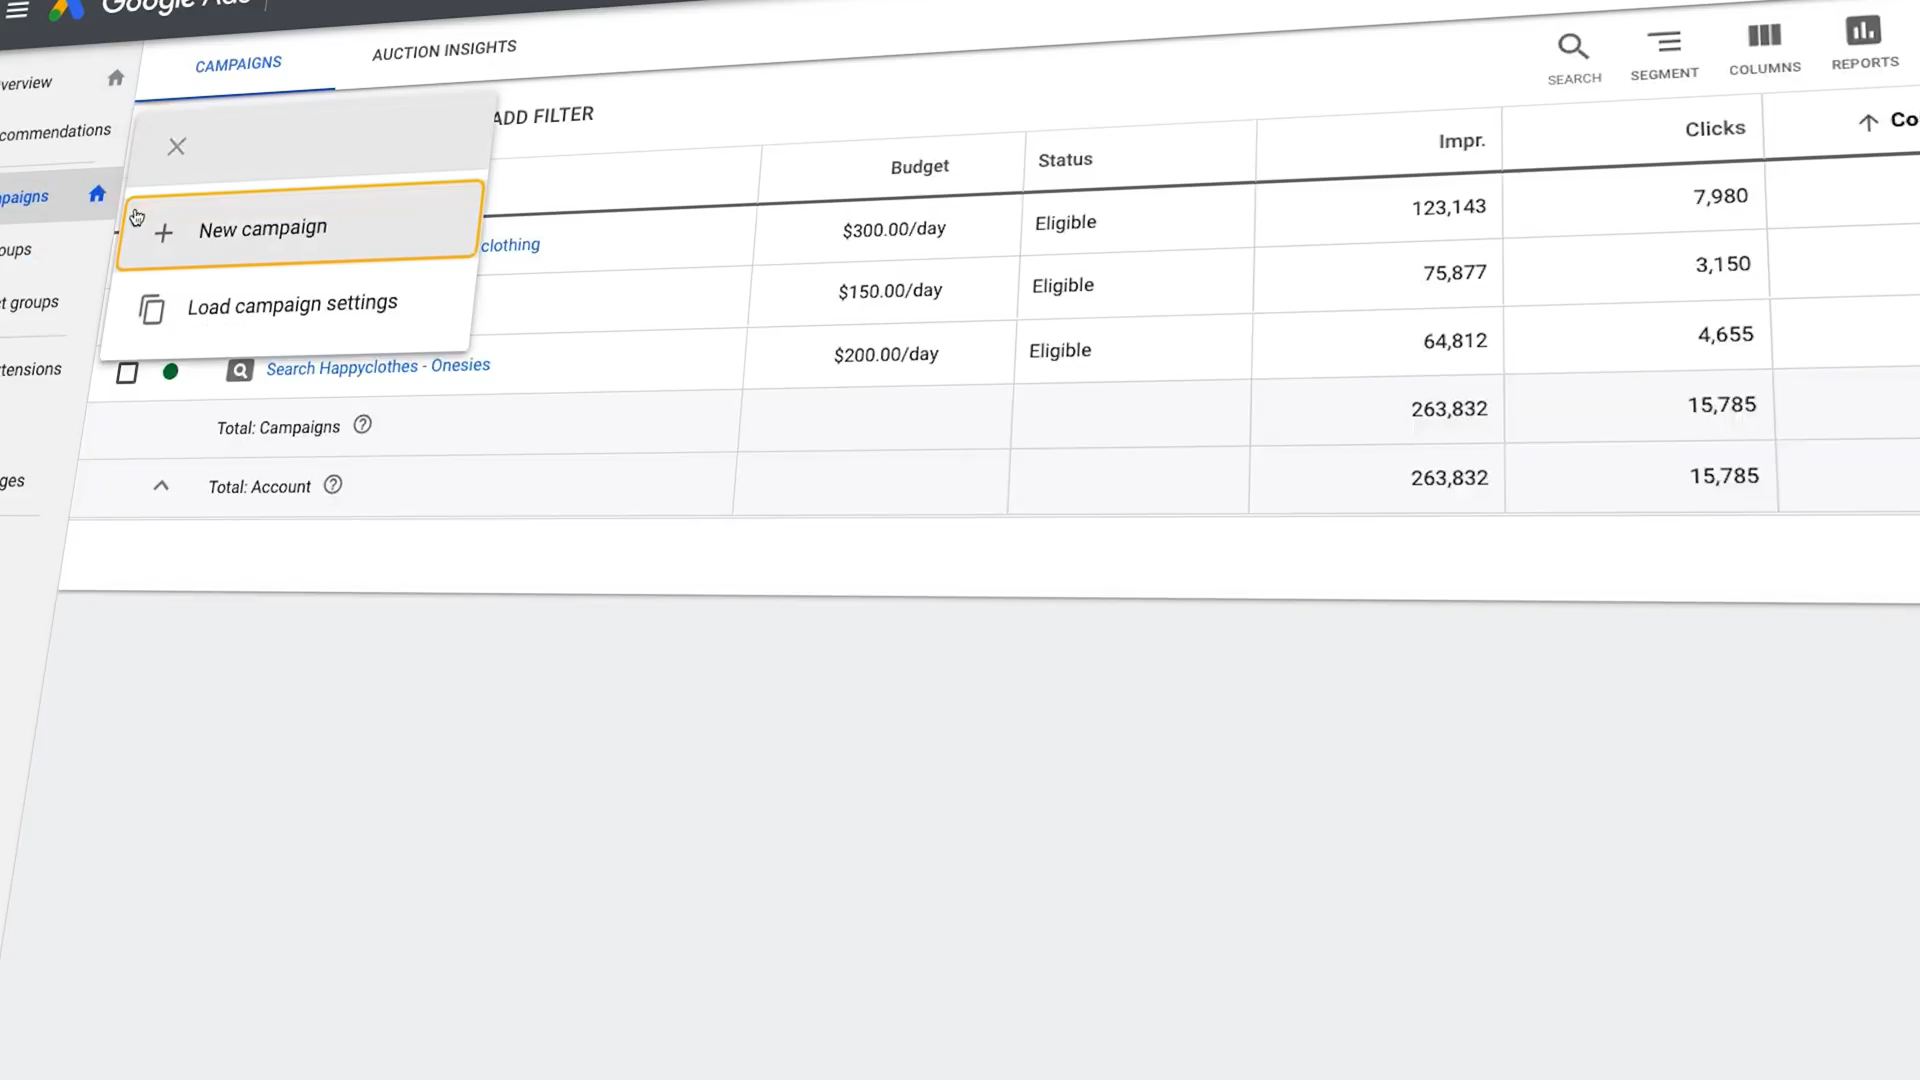 Google Ads
CAMPAIGNS
AUCTION INSIGHTS
SEARCH
SEGMENT
COLUMNS
REPORTS
verview
commendations
paigns
oups
t groups
tensions
ges
ADD FILTER
New campaign
Load campaign settings
Budget Status Impr. Clicks Co
clothing $300.00/day Eligible 123,143 7,980
$150.00/day Eligible 75,877 3,150
Search Happyclothes - Onesies $200.00/day Eligible 64,812 4,655
Total: Campaigns 263,832 15,785
Total: Account 263,832 15,785